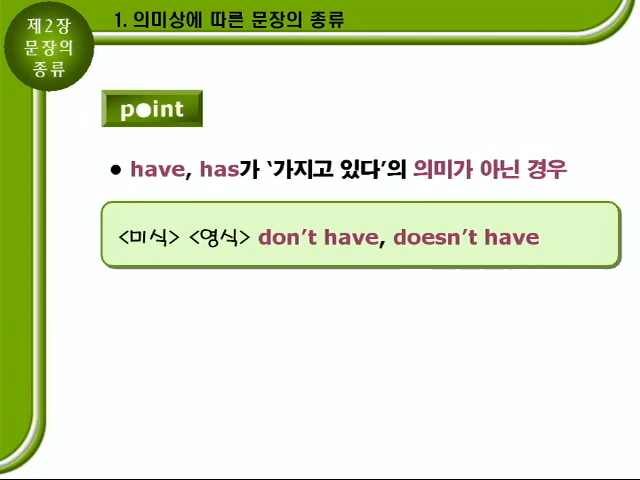 제2장
문장의
종류
1. 의미상에 따른 문장의 종류
point
• have, has가 ‘가지고 있다’의 의미가 아닌 경우
<미식> <영식> don’t have, doesn’t have